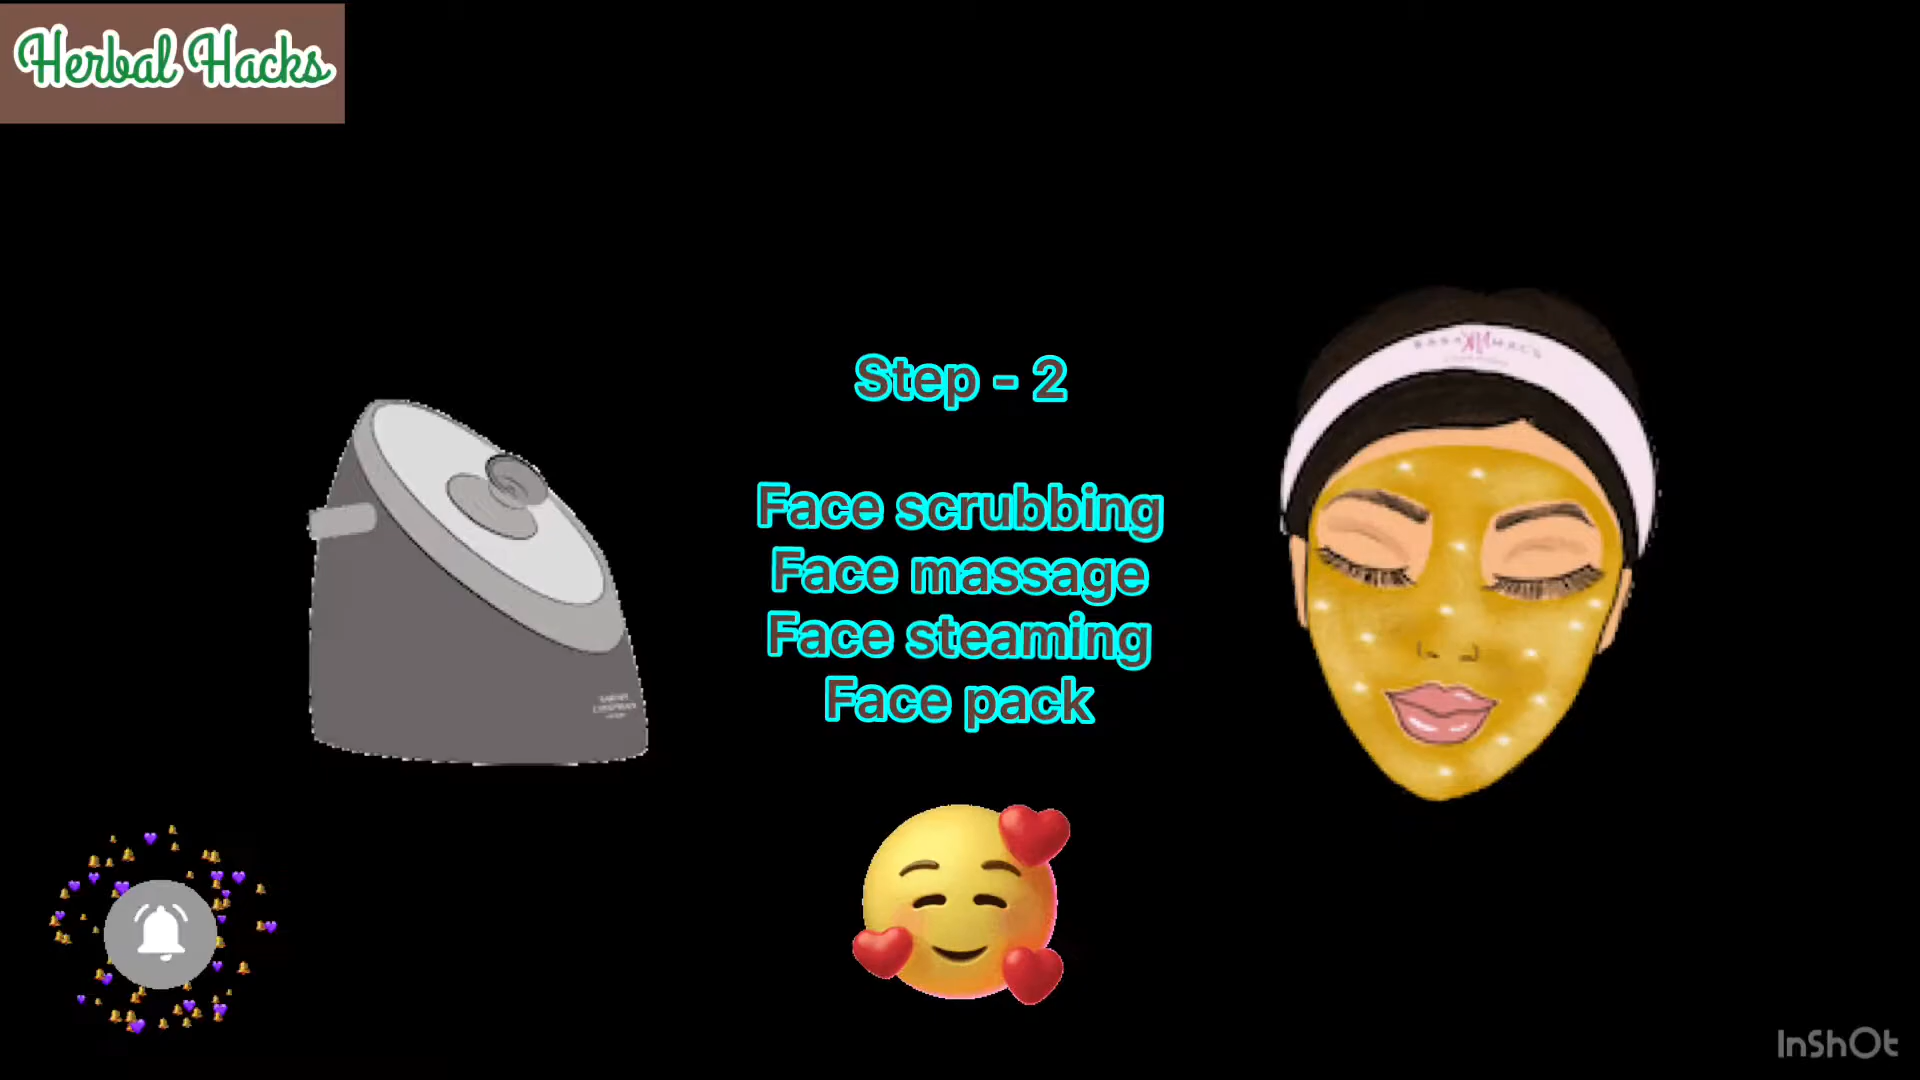 Herbal Hacks
Step - 2
Face scrubbing
Face massage
Face steaming
Face pack
InShOt